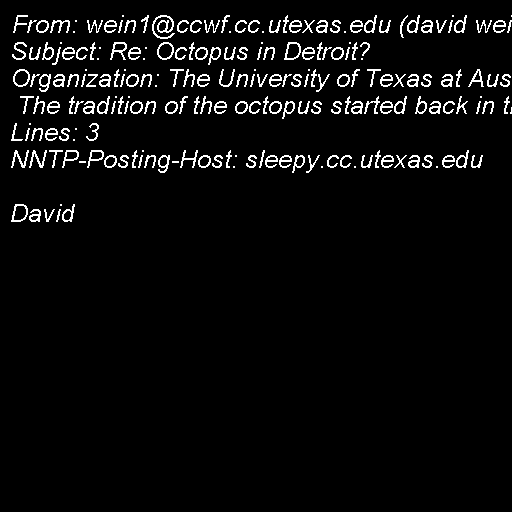 From: wein1@ccwf.cc.utexas.edu (david wei
Subject: Re: Octopus in Detroit?
Organization: The University of Texas at Aus
The tradition of the octopus started back in t
Lines: 3
NNTP-Posting-Host: sleepy.cc.utexas.edu

David